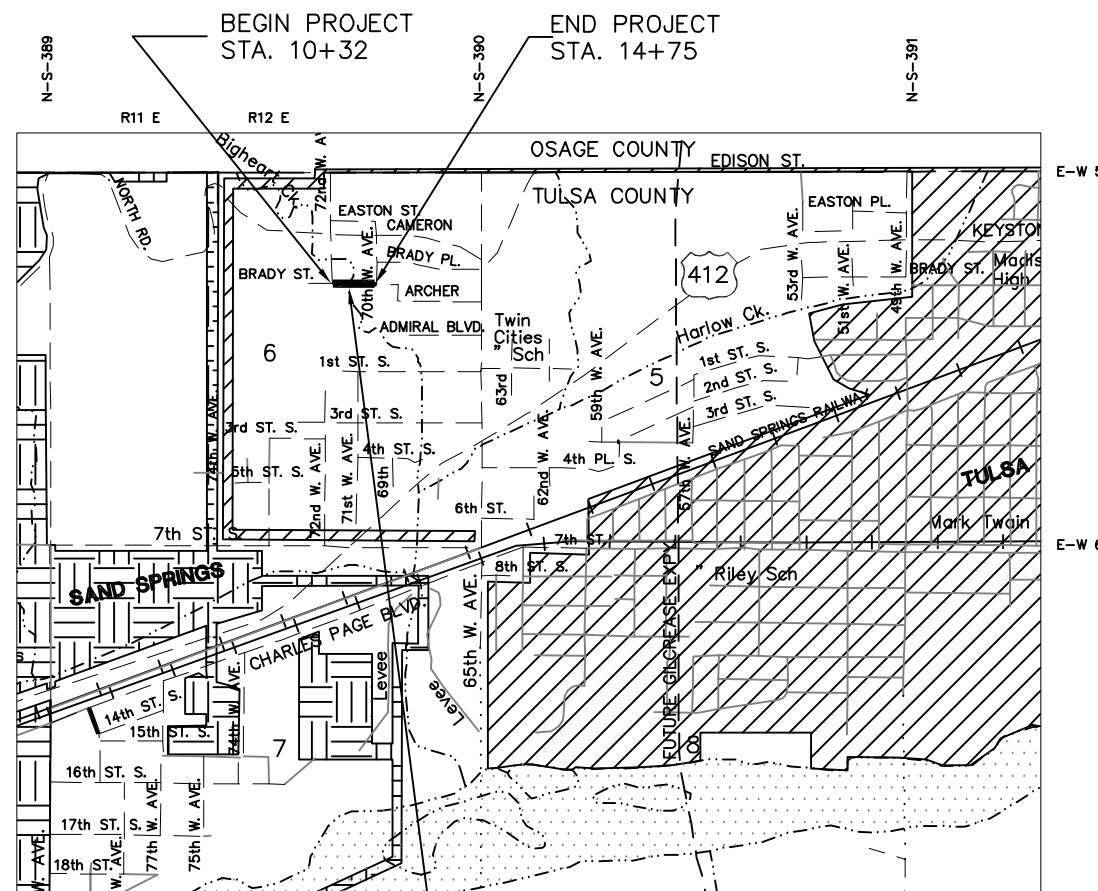 BEGIN PROJECT
STA. 10+32
END PROJECT
STA. 14+75
N-S-389
N-S-390
N-S-391
R11 E
R12 E
OSAGE COUNTY
EDISON ST.
E-W 5
TULSA COUNTY
Bigheart Ck.
72nd W. AV
NORTH RD.
EASTON ST.
CAMERON
BRADY PL.
BRADY ST.
70th W. AVE.
ARCHER
ADMIRAL BLVD.
Twin
Cities
" Sch
EASTON PL.
53rd W. AVE.
51st W. AVE.
49th W. AVE.
KEYSTON
BRADY ST.
Madis
High
412
Harlow Ck.
6
5
1st ST. S.
63rd
59th W. AVE.
1st ST. S.
2nd ST. S.
3rd ST. S.
3rd ST. S.
3rd ST. S.
4th ST. S.
5th ST. S.
74th W. AVE.
72nd W. AVE.
71st W. AVE.
69th
62nd W. AVE.
4th PL. S.
57th W. AVE.
SAND SPRINGS RAILWAY
TULSA
6th ST.
7th ST.
7th ST.
Mark Twain
E-W 6
8th ST. S.
" Riley Sch
SAND SPRINGS
CHARLES PAGE BLVD.
65th W. AVE.
FUTURE GILCREASE EXPY.
Levee
Levee
14th ST. S.
15th ST. S.
74th W. AVE.
7
8
16th ST. S.
17th ST. S.
18th ST.
77th W. AVE.
75th W. AVE.
W. AVE.
W. AVE.